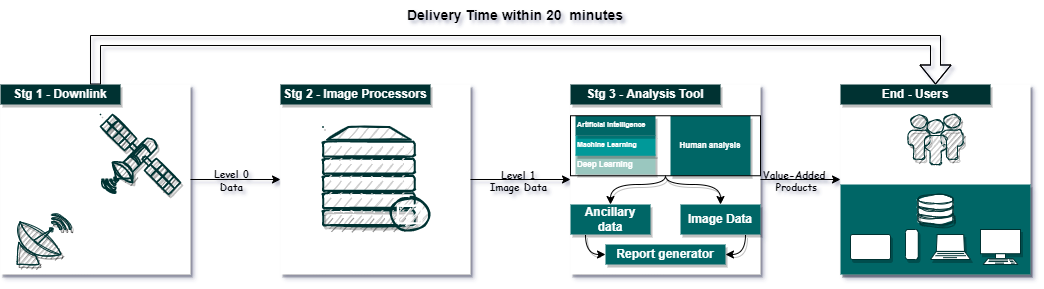 Delivery Time within 20 minutes
Stg 1 - Downlink
Stg 2 - Image Processors
Stg 3 - Analysis Tool
End - Users
Artificial Intelligence
Machine Learning
Deep Learning
Human analysis
Level 0
Data
Level 1
Image Data
Value-Added
Products
Ancillary
data
Image Data
Report generator